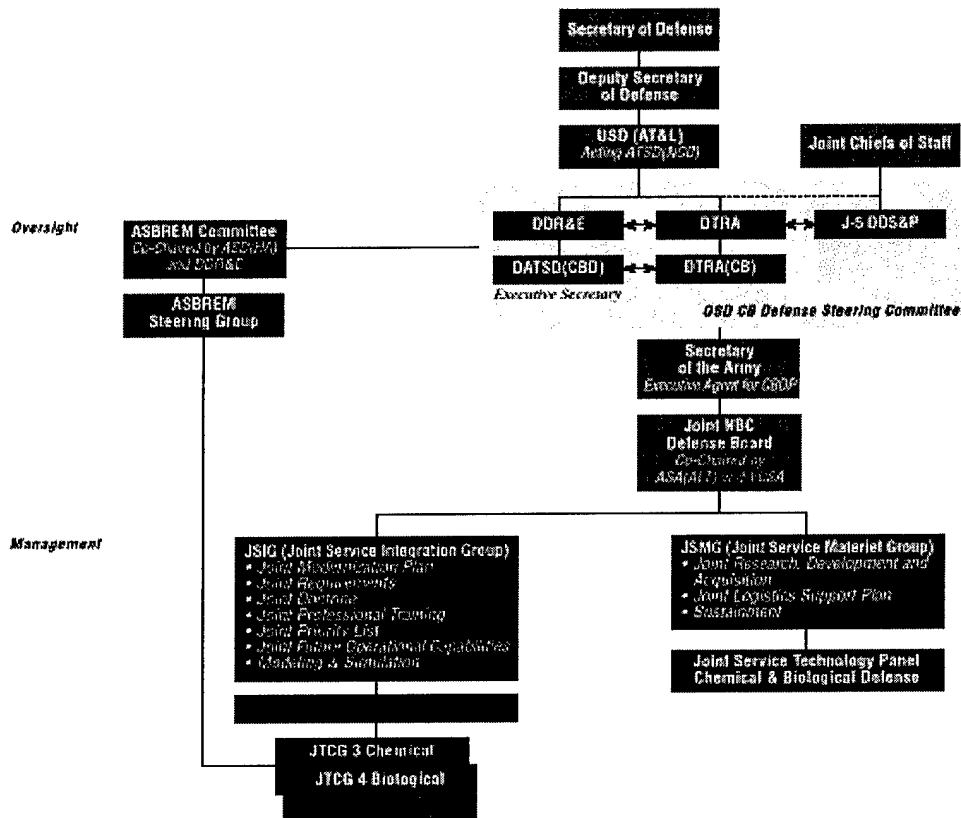 Secretary of Defense
Deputy Secretary
of Defense
USD (AT&L)
Acting ATSD(NSD)
Joint Chiefs of Staff
Oversight
ASBREM Committee
Co-Chaired by ASD(HA)
and DDR&E
ASBREM
Steering Group
DDR&E
DTRA
J-5 DDS&P
DATSD(CBD)
DTRA(CB)
Executive Secretary
OSD CB Defense Steering Committee
Secretary
of the Army
Executive Agent for CBDP
Joint NBC
Defense Board
Co-Chaired by
ASA(ALT)
Management
JSIG (Joint Service Integration Group)
• Joint Modernization Plan
• Joint Requirements
• Joint Doctrine
• Joint Professional Training
• Joint Priority List
• Joint Future Operational Capabilities
• Modeling & Simulation
JSMG (Joint Service Materiel Group)
• Joint Research, Development and
Acquisition
• Joint Logistics Support Plan
• Sustainment
Joint Service Technology Panel
Chemical & Biological Defense
JTCG 3 Chemical
JTCG 4 Biological